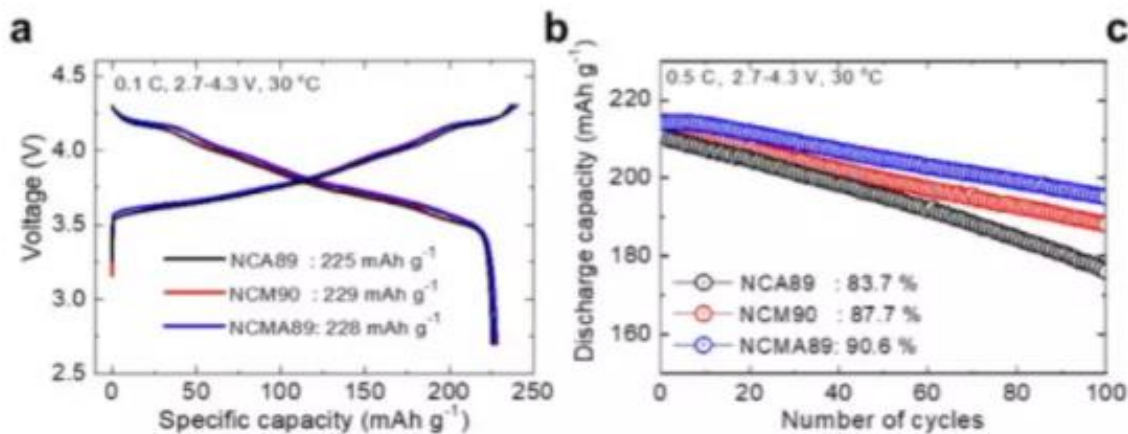 a
4.5
4.0
3.5
3.0
2.5
Voltage (V)
0.1 C, 2.7-4.3 V, 30 °C
NCA89 : 225 mAh g⁻¹
NCM90 : 229 mAh g⁻¹
NCMA89: 228 mAh g⁻¹
0 50 100 150 200 250
Specific capacity (mAh g⁻¹)
b
220
200
180
160
Discharge capacity (mAh g⁻¹)
0.5 C, 2.7-4.3 V, 30 °C
NCA89 : 83.7 %
NCM90 : 87.7 %
NCMA89: 90.6 %
0 20 40 60 80 100
Number of cycles
c